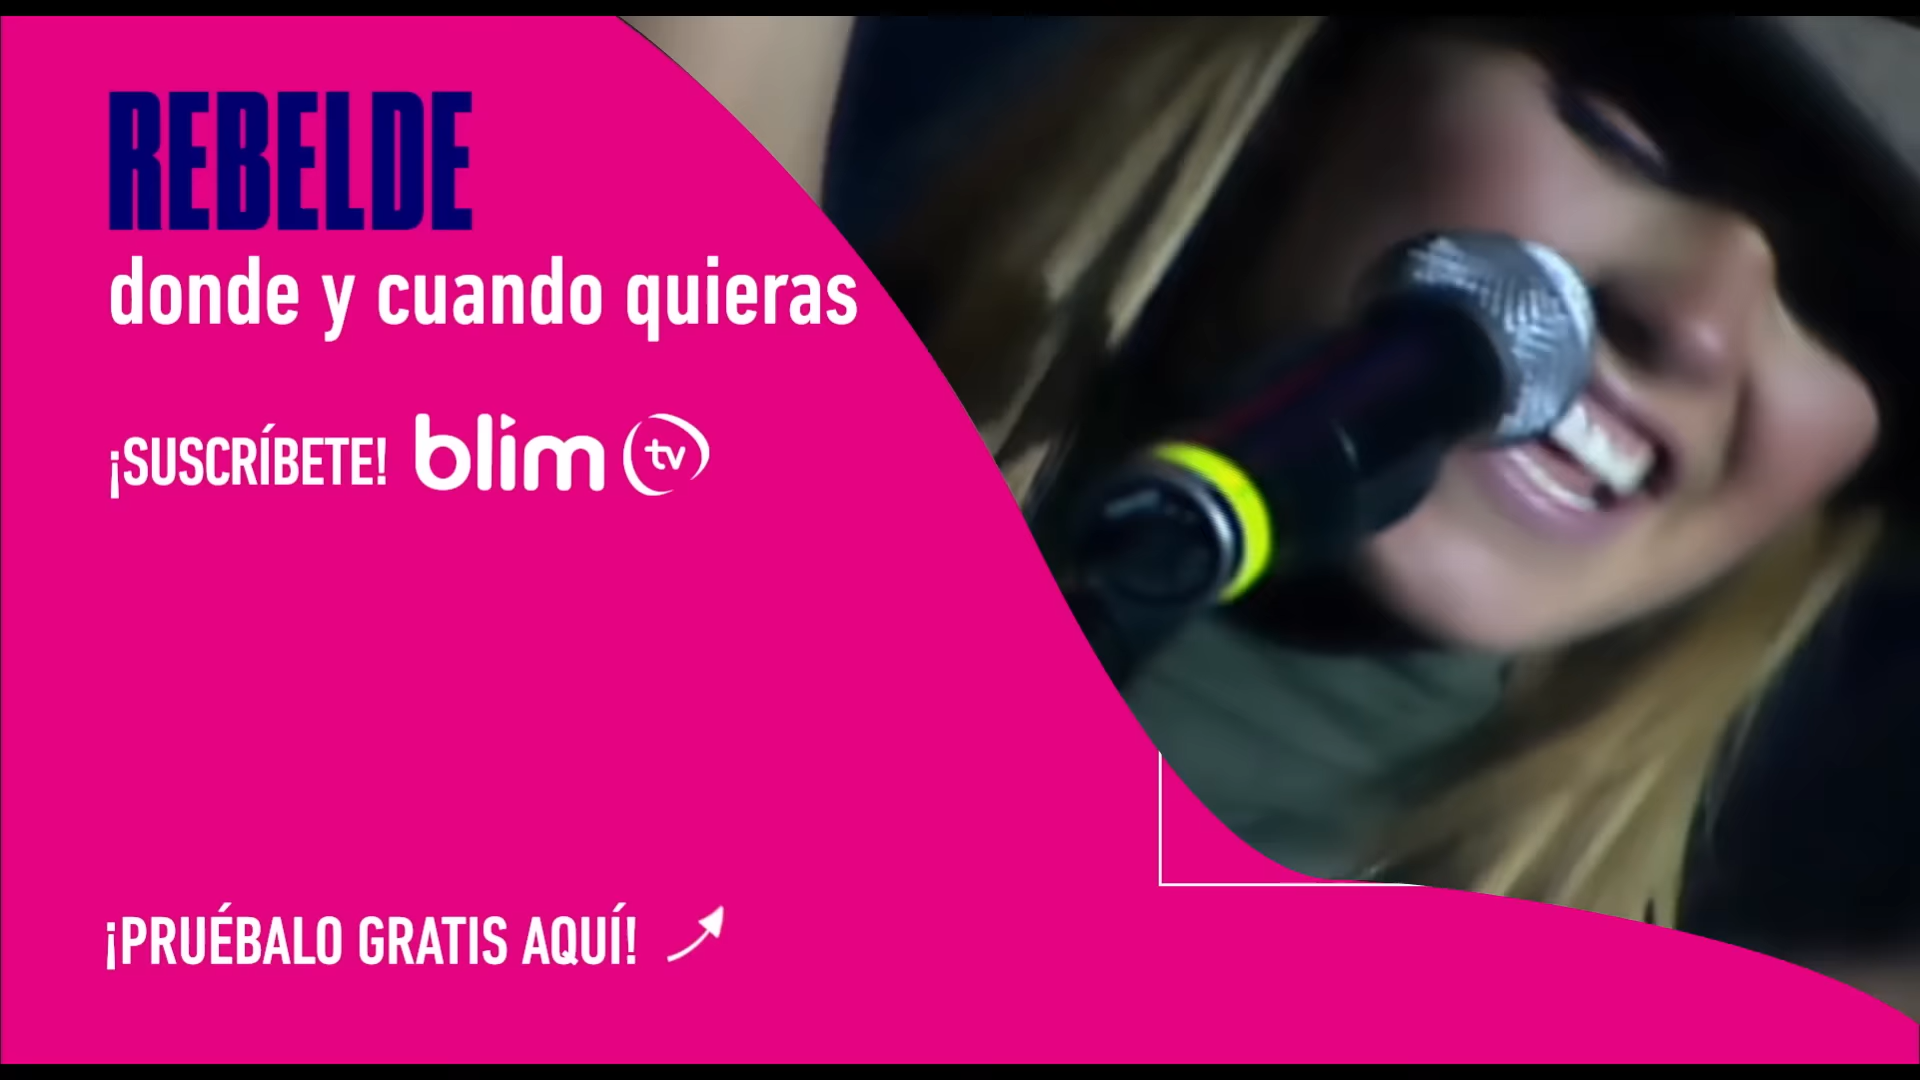 REBELDE
donde y cuando quieras
¡SUSCRÍBETE! blim tv
¡PRUÉBALO GRATIS AQUÍ!